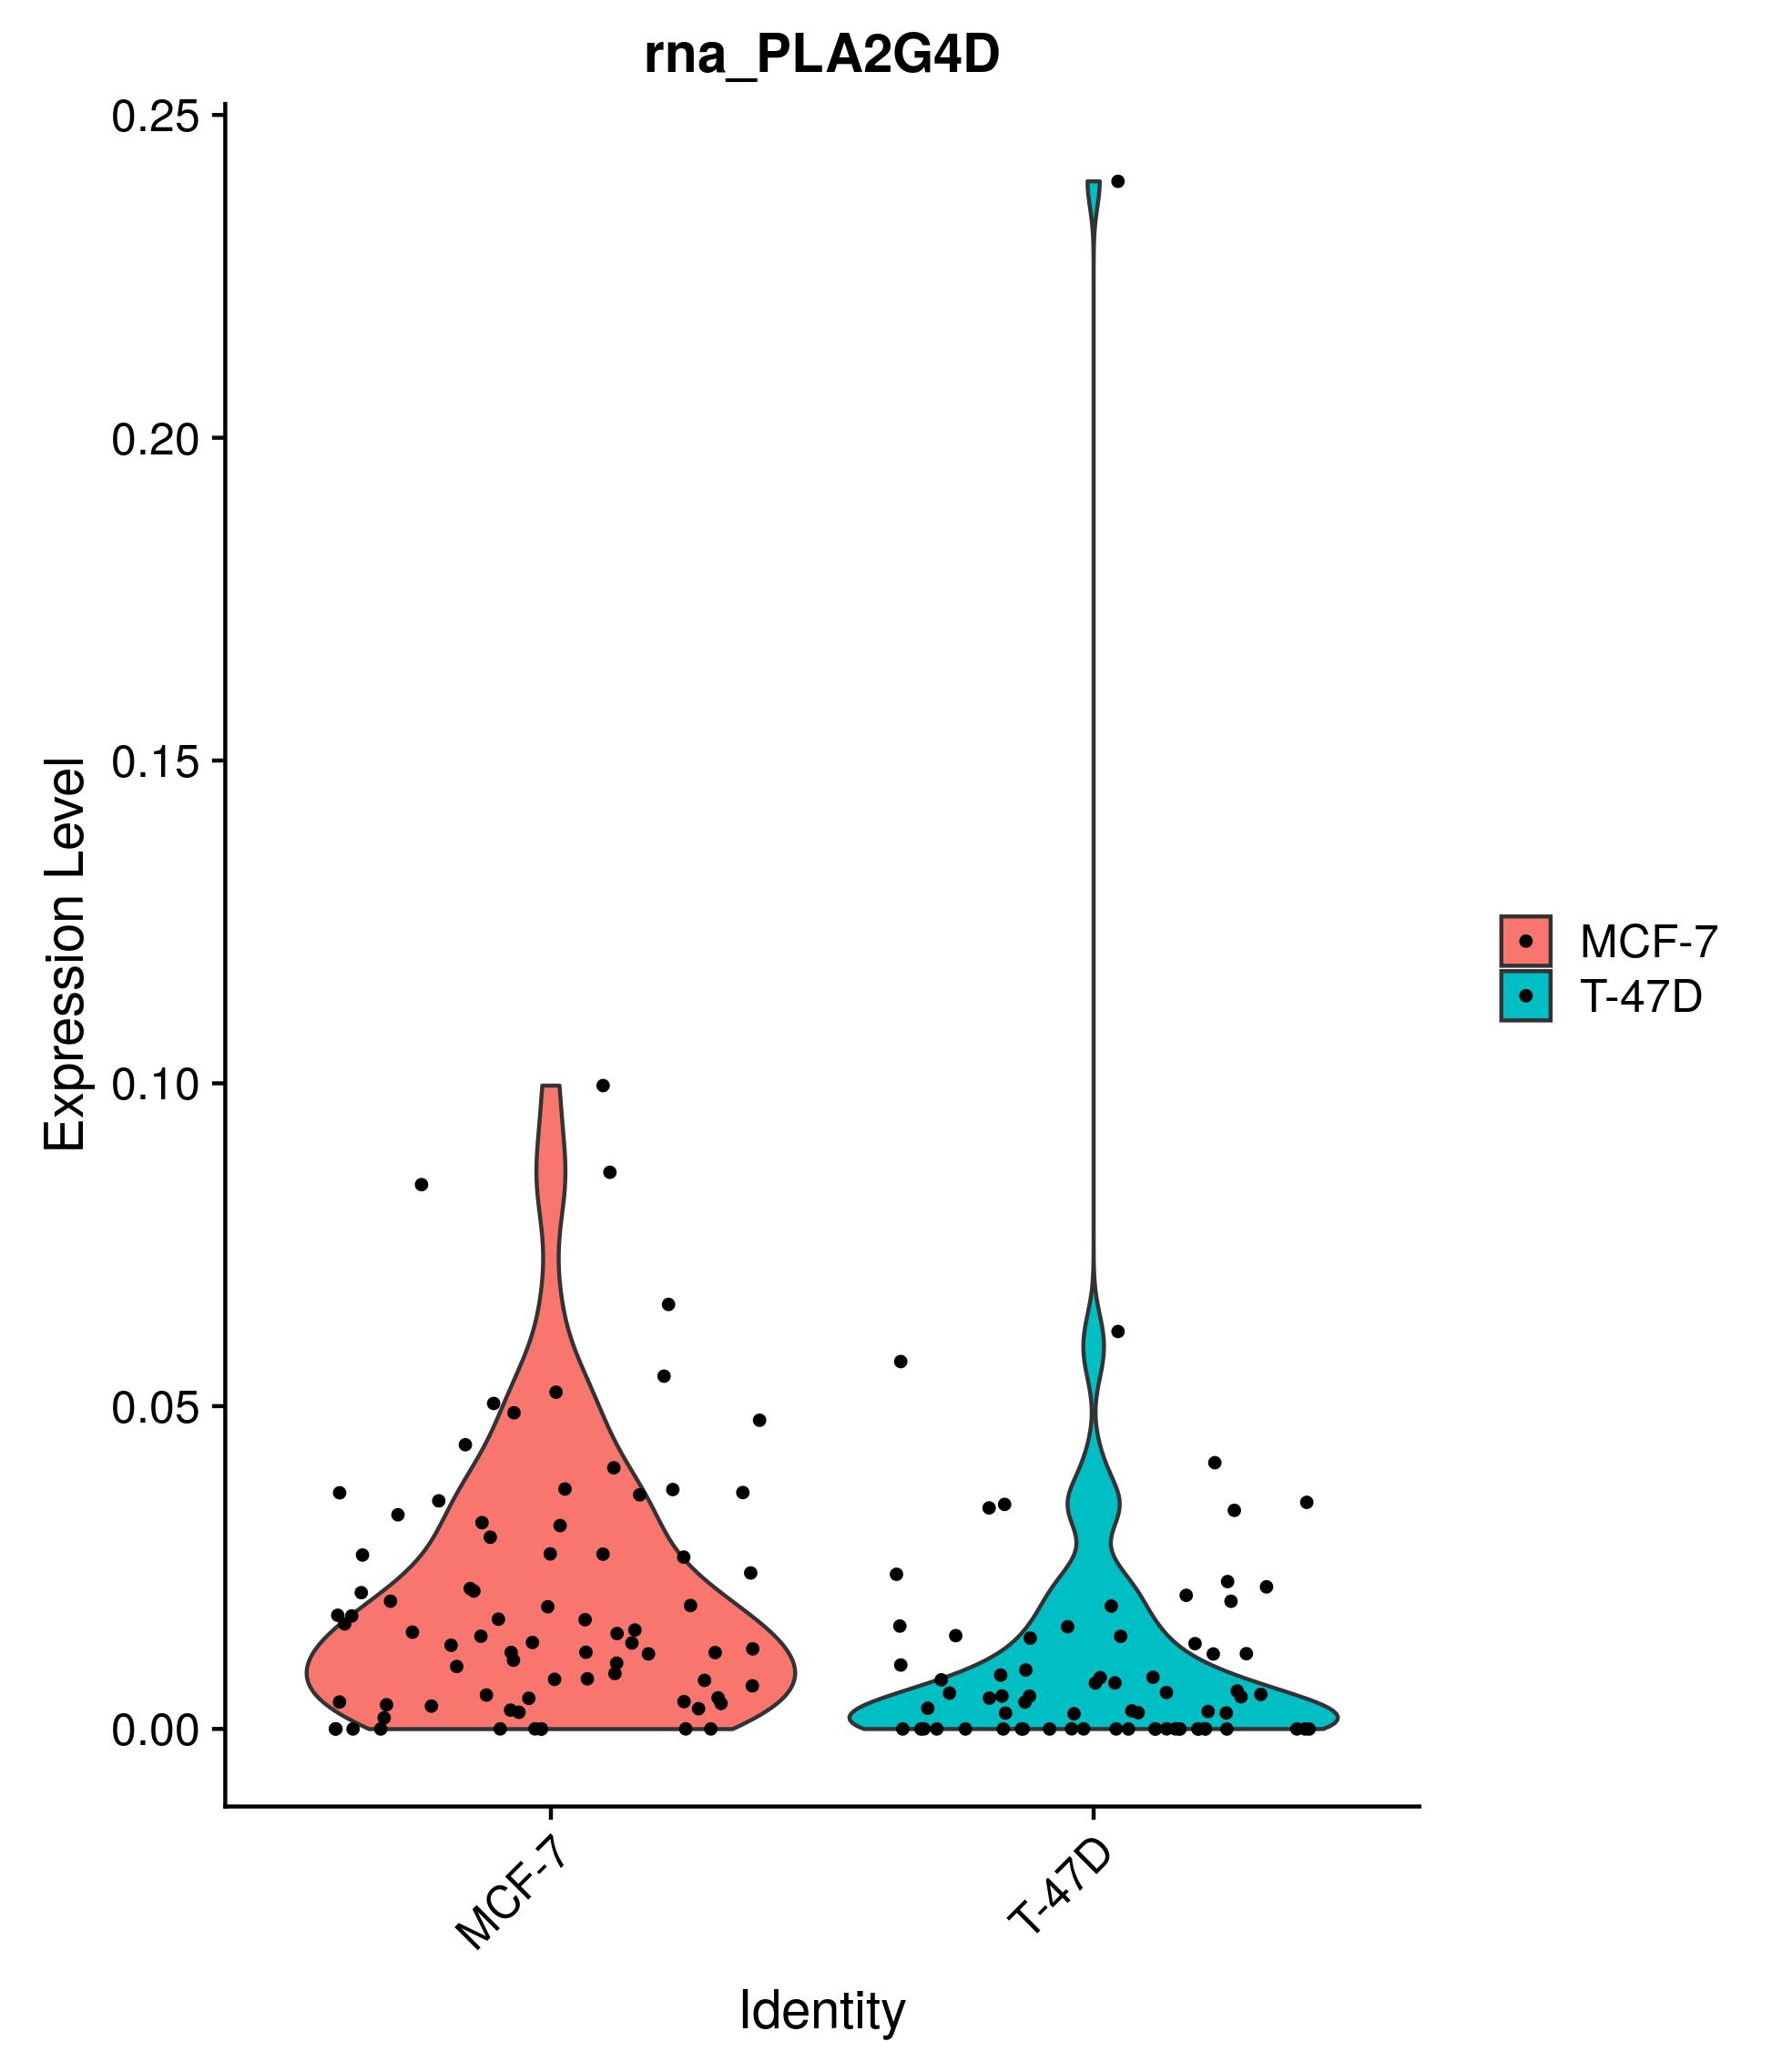 rna_PLA2G4D
0.25
0.20
0.15
0.10
0.05
0.00
Expression Level
MCF-7
T-47D
Identity
MCF-7
T-47D